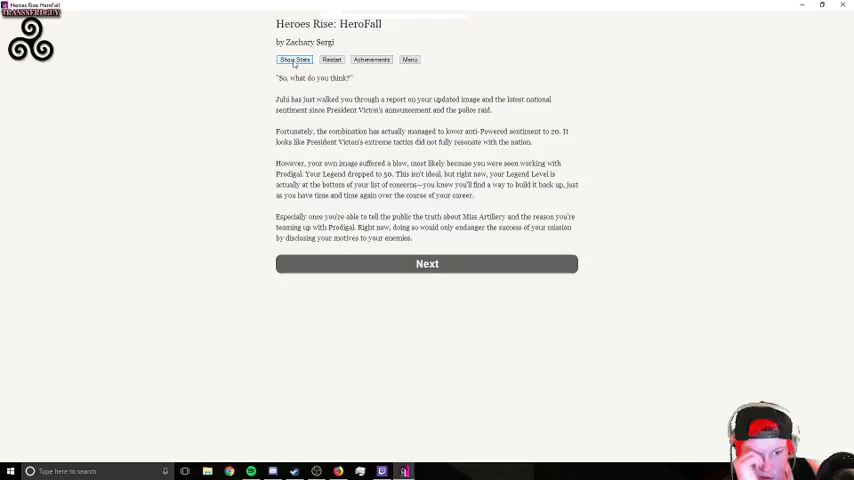 Heroes Rise: HeroFall
TRANSNERDGUY
Heroes Rise: HeroFall
by Zachary Sergi
Show Stats Restart Achievements Menu
"So, what do you think?"
Juhi has just walked you through a report on your updated image and the latest national
sentiment since President Victon's announcement and the police raid.
Fortunately, the combination has actually managed to lower anti-Powered sentiment to 20. It
looks like President Victon's extreme tactics did not fully resonate with the nation.
However, your own image suffered a blow, most likely because you were seen working with
Prodigal. Your Legend dropped to 50. This isn't ideal, but right now, your Legend Level is
actually at the bottom of your list of concerns—you know you'll find a way to build it back up, just
as you have time and time again over the course of your career.
Especially once you're able to tell the public the truth about Miss Artillery and the reason you're
teaming up with Prodigal. Right now, doing so would only endanger the success of your mission
by disclosing your motives to your enemies.
Next
Type here to search